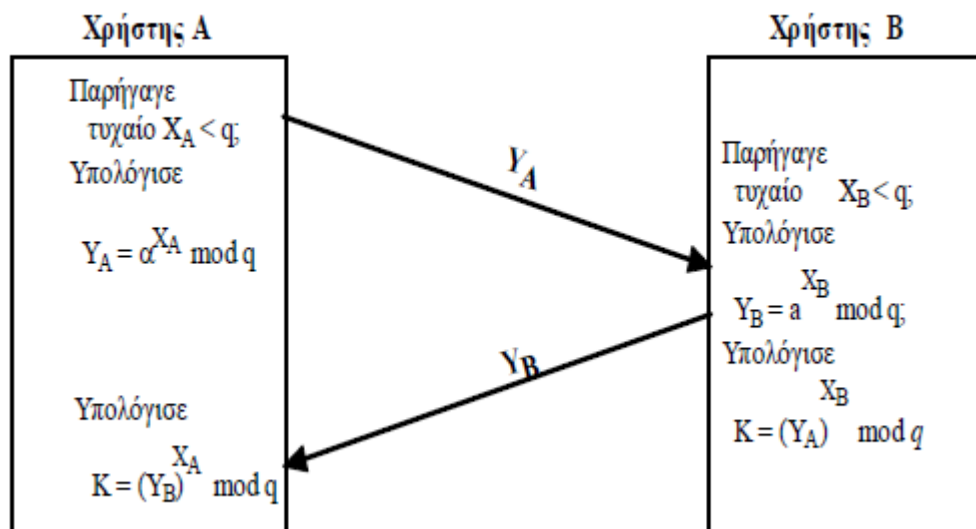 Χρήστης Α
Παρήγαγε
τυχαίο X_A < q;
Υπολόγισε
Y_A = α^X_A mod q
Υπολόγισε
K = (Y_B)^X_A mod q
Y_A
Y_B
Χρήστης Β
Παρήγαγε
τυχαίο X_B < q;
Υπολόγισε
Y_B = a^X_B mod q;
Υπολόγισε
K = (Y_A)^X_B mod q